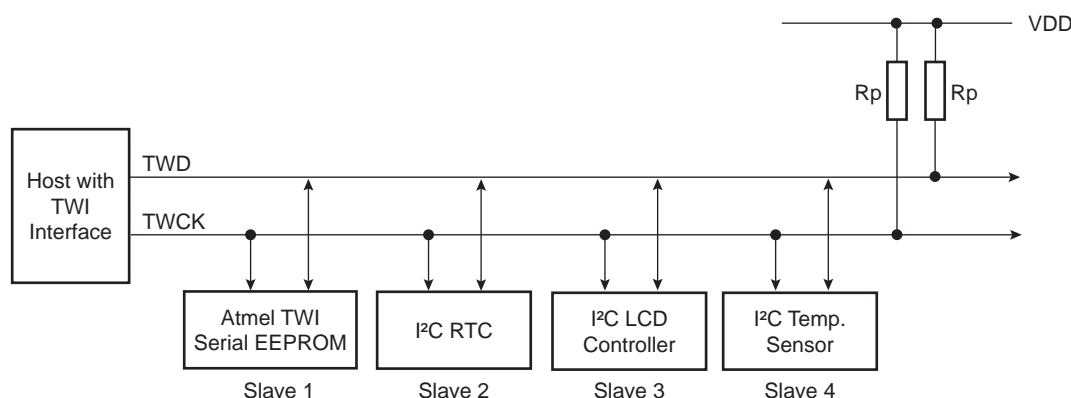 VDD
Rp
Rp
Host with
TWI
Interface
TWD
TWCK
Atmel TWI
Serial EEPROM
I²C RTC
I²C LCD
Controller
I²C Temp.
Sensor
Slave 1
Slave 2
Slave 3
Slave 4